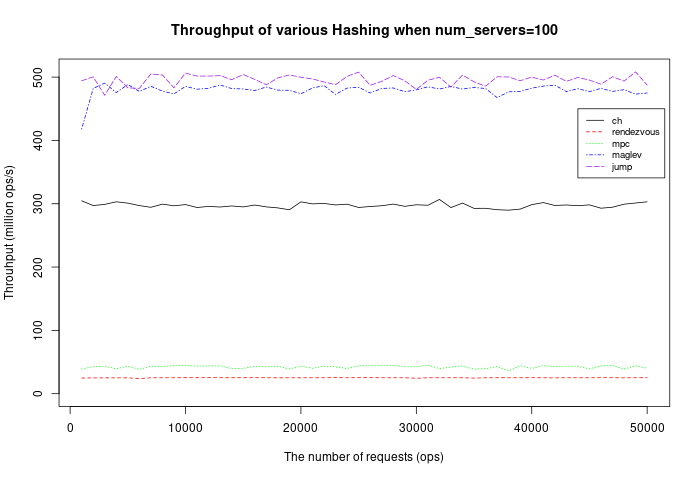 Throughput of various Hashing when num_servers=100
Throuhput (million ops/s)
500
400
300
200
100
0
ch
rendezvous
mpc
maglev
jump
0 10000 20000 30000 40000 50000
The number of requests (ops)